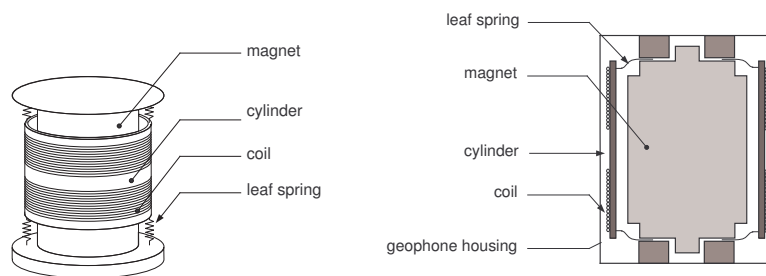 magnet
cylinder
coil
leaf spring
leaf spring
magnet
cylinder
coil
geophone housing